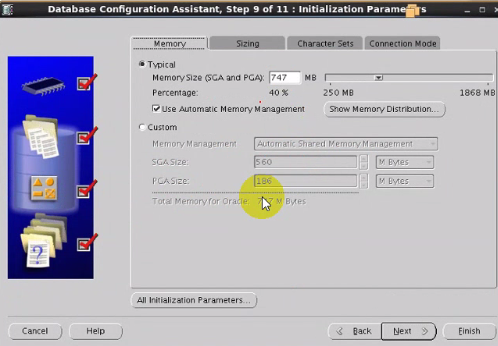 Database Configuration Assistant, Step 9 of 11 : Initialization Parameters
Memory Sizing Character Sets Connection Mode
Typical
Memory Size (SGA and PGA): 747 MB
Percentage: 40 % 250 MB 1868 MB
Use Automatic Memory Management Show Memory Distribution...
Custom
Memory Management Automatic Shared Memory Management
SGA Size: 560 M Bytes
PGA Size: 186 M Bytes
Total Memory for Oracle: M Bytes
All Initialization Parameters...
Cancel Help Back Next Finish